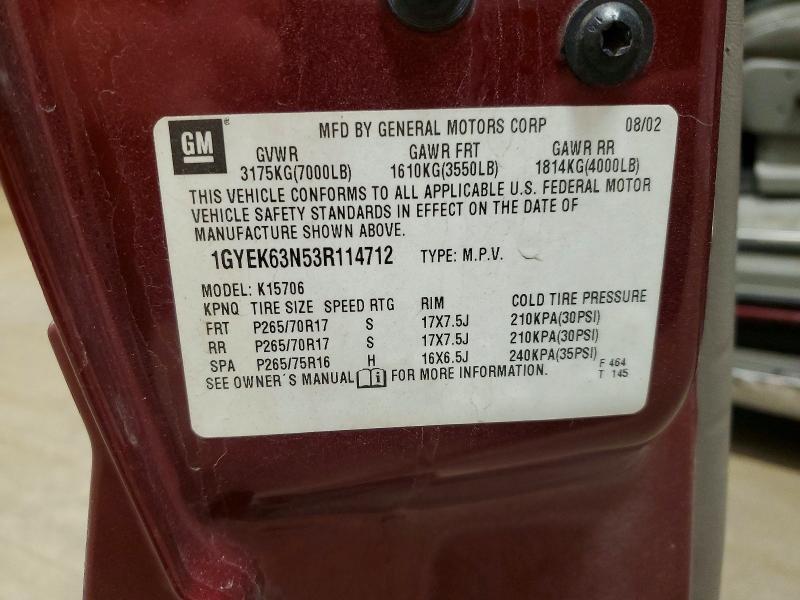 GM ® MFD BY GENERAL MOTORS CORP 08/02
GVWR GAWR FRT GAWR RR
3175KG(7000LB) 1610KG(3550LB) 1814KG(4000LB)
THIS VEHICLE CONFORMS TO ALL APPLICABLE U.S. FEDERAL MOTOR
VEHICLE SAFETY STANDARDS IN EFFECT ON THE DATE OF
MANUFACTURE SHOWN ABOVE.
1GYEK63N53R114712 TYPE: M.P.V.
MODEL: K15706
KPNQ TIRE SIZE SPEED RTG RIM COLD TIRE PRESSURE
FRT P265/70R17 S 17X7.5J 210KPA(30PSI)
RR P265/70R17 S 17X7.5J 210KPA(30PSI)
SPA P265/75R16 H 16X6.5J 240KPA(35PSI)
SEE OWNER´S MANUAL FOR MORE INFORMATION.
F 464
T 145